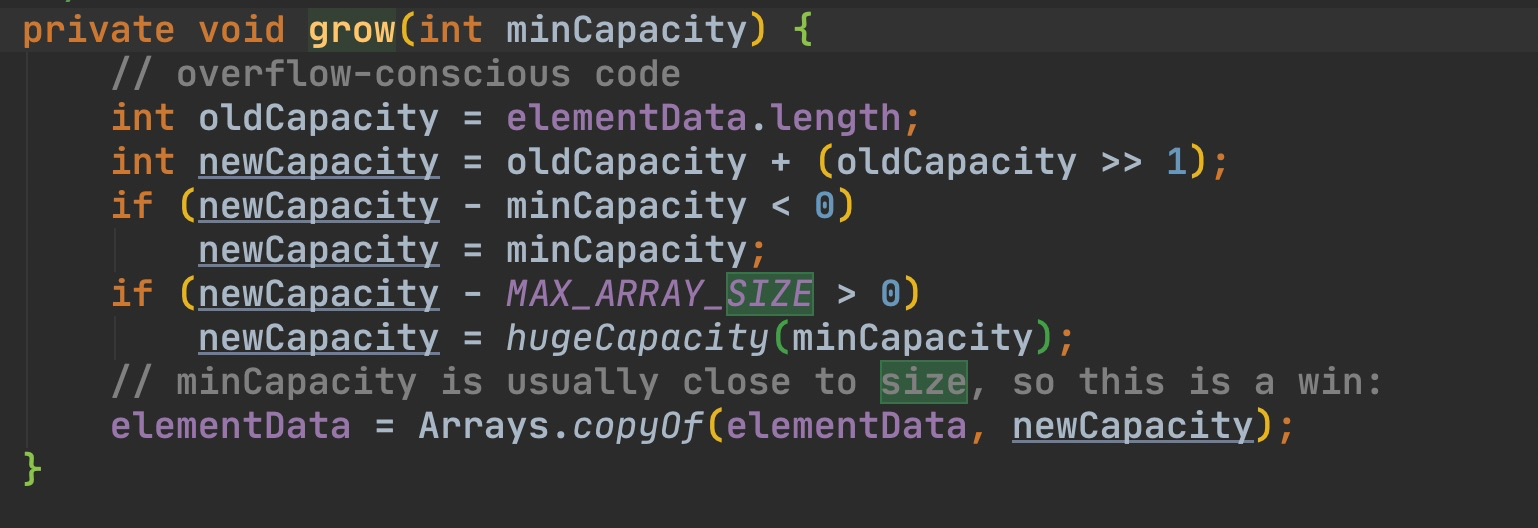 private void grow(int minCapacity) {
    // overflow-conscious code
    int oldCapacity = elementData.length;
    int newCapacity = oldCapacity + (oldCapacity >> 1);
    if (newCapacity - minCapacity < 0)
        newCapacity = minCapacity;
    if (newCapacity - MAX_ARRAY_SIZE > 0)
        newCapacity = hugeCapacity(minCapacity);
    // minCapacity is usually close to size, so this is a win:
    elementData = Arrays.copyOf(elementData, newCapacity);
}